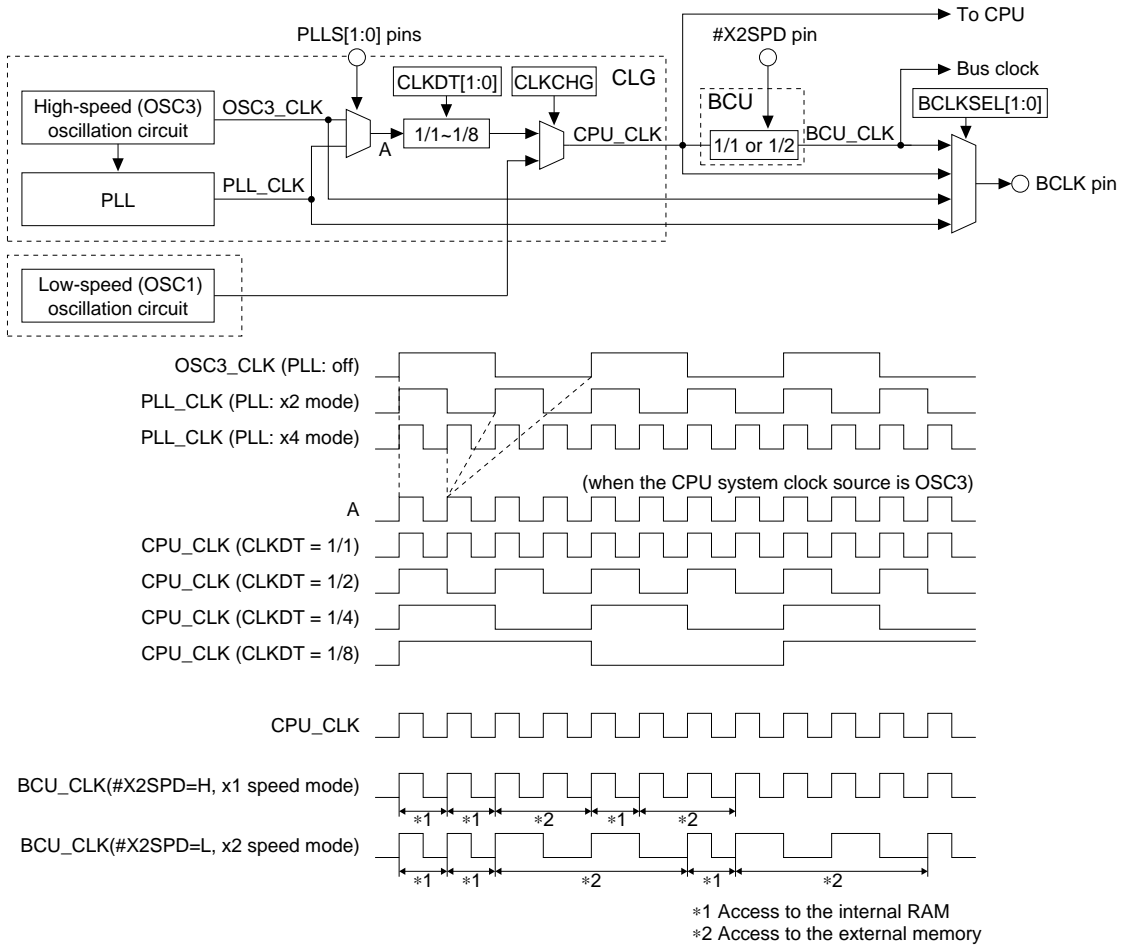 To CPU
PLLS[1:0] pins
#X2SPD pin
CLG
Bus clock
CLKDT[1:0]
CLKCHG
BCU
BCLKSEL[1:0]
High-speed (OSC3)
oscillation circuit
OSC3_CLK
A
1/1~1/8
CPU_CLK
1/1 or 1/2
BCU_CLK
PLL
PLL_CLK
BCLK pin
Low-speed (OSC1)
oscillation circuit
OSC3_CLK (PLL: off)
PLL_CLK (PLL: x2 mode)
PLL_CLK (PLL: x4 mode)
(when the CPU system clock source is OSC3)
A
CPU_CLK (CLKDT = 1/1)
CPU_CLK (CLKDT = 1/2)
CPU_CLK (CLKDT = 1/4)
CPU_CLK (CLKDT = 1/8)
CPU_CLK
BCU_CLK(#X2SPD=H, x1 speed mode)
∗1 ∗1 ∗2 ∗1 ∗2
BCU_CLK(#X2SPD=L, x2 speed mode)
∗1 ∗1 ∗2 ∗1 ∗2
∗1 Access to the internal RAM
∗2 Access to the external memory